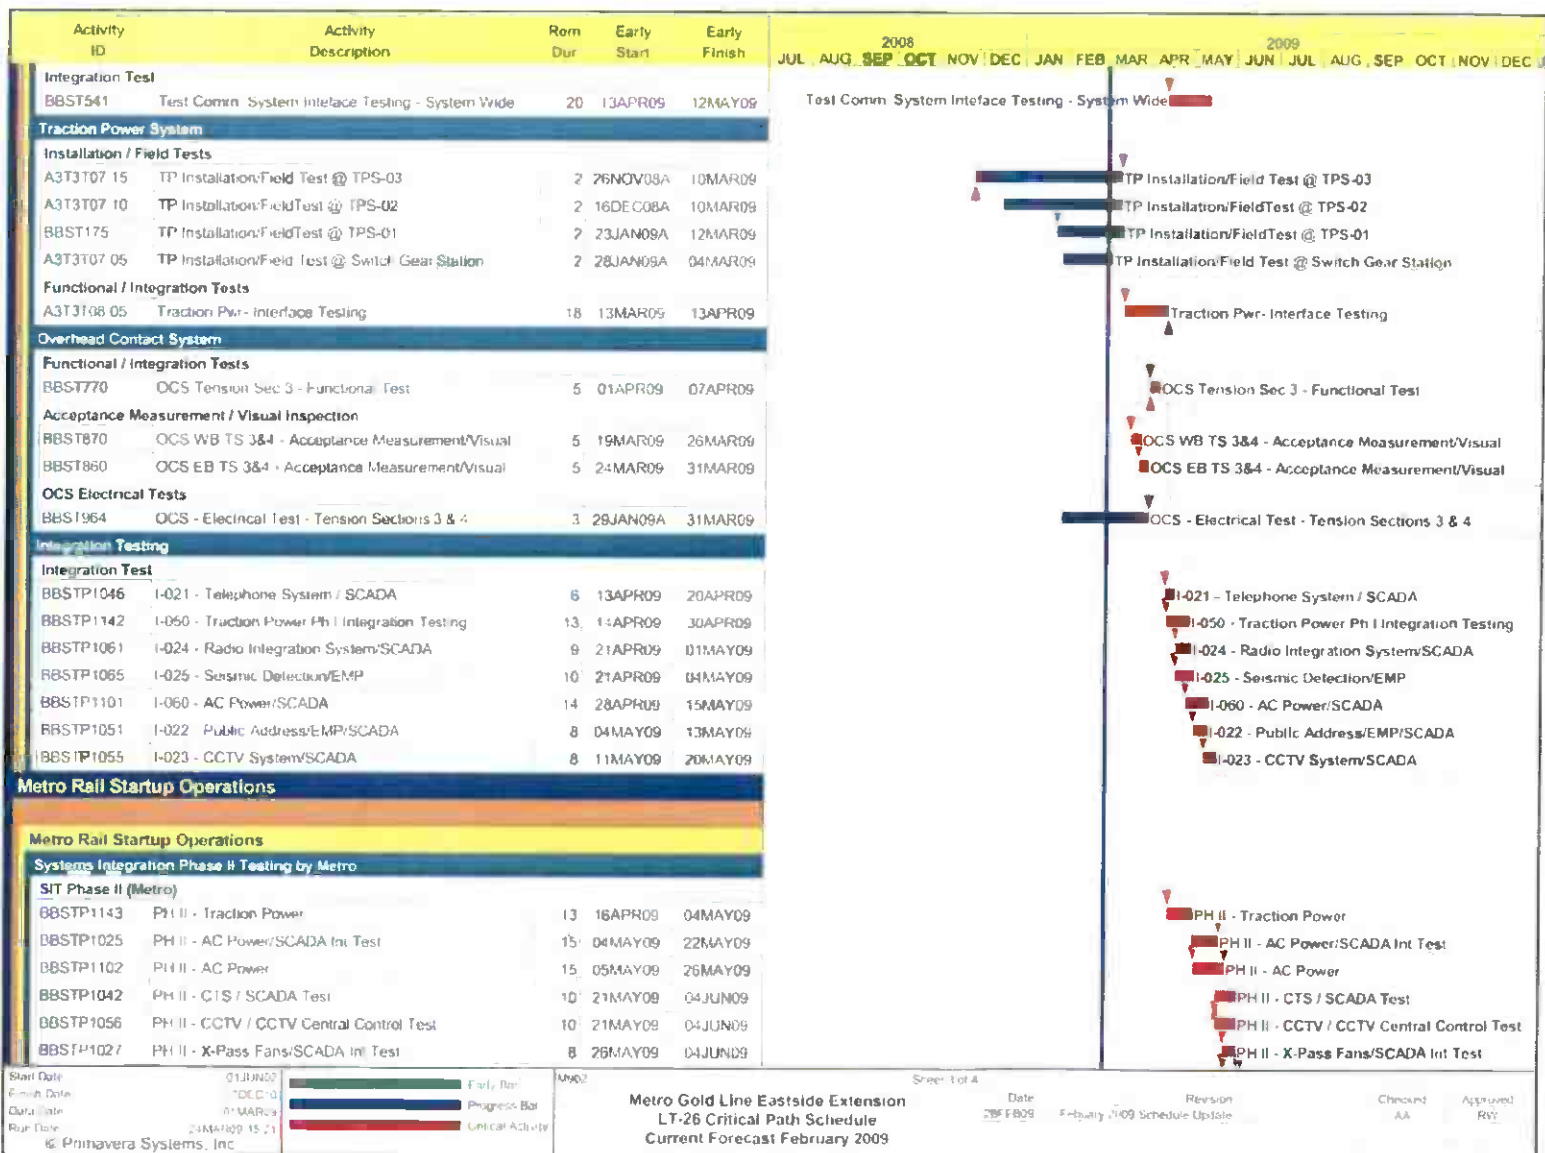 Activity ID Activity Description Rem Dur Early Start Early Finish
2008 2009
JUL AUG SEP OCT NOV DEC JAN FEB MAR APR MAY JUN JUL AUG SEP OCT NOV DEC
Integration Test
BBST541 Test Comm System Inteface Testing - System Wide 20 13APR09 12MAY09 Test Comm System Inteface Testing - System Wide
Traction Power System
Installation / Field Tests
A3T3T07 15 TP Installation/Field Test @ TPS-03 2 26NOV08A 10MAR09 TP Installation/Field Test @ TPS-03
A3T3T07 10 TP Installation/FieldTest @ TPS-02 2 16DEC08A 10MAR09 TP Installation/FieldTest @ TPS-02
BBST175 TP Installation/FieldTest @ TPS-01 2 23JAN09A 12MAR09 TP Installation/FieldTest @ TPS-01
A3T3T07 05 TP Installation/Field Test @ Switch Gear Station 2 28JAN09A 04MAR09 TP Installation/Field Test @ Switch Gear Station
Functional / Integration Tests
A3T3T08 05 Traction Pwr- Interface Testing 18 13MAR09 13APR09 Traction Pwr- Interface Testing
Overhead Contact System
Functional / Integration Tests
BBST770 OCS Tension Sec 3 - Functional Test 5 01APR09 07APR09 OCS Tension Sec 3 - Functional Test
Acceptance Measurement / Visual Inspection
BBST870 OCS WB TS 3&4 - Acceptance Measurement/Visual 5 19MAR09 26MAR09 OCS WB TS 3&4 - Acceptance Measurement/Visual
BBST860 OCS EB TS 3&4 - Acceptance Measurement/Visual 5 24MAR09 31MAR09 OCS EB TS 3&4 - Acceptance Measurement/Visual
OCS Electrical Tests
BBST964 OCS - Electrical Test - Tension Sections 3 & 4 3 29JAN09A 31MAR09 OCS - Electrical Test - Tension Sections 3 & 4
Integration Testing
Integration Test
BBSTP1046 I-021 - Telephone System / SCADA 6 13APR09 20APR09 I-021 - Telephone System / SCADA
BBSTP1142 I-050 - Traction Power Ph I Integration Testing 13 14APR09 30APR09 I-050 - Traction Power Ph I Integration Testing
BBSTP1061 I-024 - Radio Integration System/SCADA 9 21APR09 01MAY09 I-024 - Radio Integration System/SCADA
BBSTP1065 I-025 - Seismic Detection/EMP 10 21APR09 04MAY09 I-025 - Seismic Detection/EMP
BBSTP1101 I-060 - AC Power/SCADA 14 28APR09 15MAY09 I-060 - AC Power/SCADA
BBSTP1051 I-022 Public Address/EMP/SCADA 8 04MAY09 13MAY09 I-022 - Public Address/EMP/SCADA
BBSTP1055 I-023 - CCTV System/SCADA 8 11MAY09 20MAY09 I-023 - CCTV System/SCADA
Metro Rail Startup Operations
Metro Rail Startup Operations
Systems Integration Phase II Testing by Metro
SIT Phase II (Metro)
BBSTP1143 PH II - Traction Power 13 16APR09 04MAY09 PH II - Traction Power
BBSTP1025 PH II - AC Power/SCADA Int Test 15 04MAY09 22MAY09 PH II - AC Power/SCADA Int Test
BBSTP1102 PH II - AC Power 15 05MAY09 26MAY09 PH II - AC Power
BBSTP1042 PH II - CTS / SCADA Test 10 21MAY09 04JUN09 PH II - CTS / SCADA Test
BBSTP1056 PH II - CCTV / CCTV Central Control Test 10 21MAY09 04JUN09 PH II - CCTV / CCTV Central Control Test
BBSTP1027 PH II - X-Pass Fans/SCADA Int Test 8 26MAY09 04JUN09 PH II - X-Pass Fans/SCADA Int Test
Start Date 01JUN02
Finish Date
Data Date 01MAR09
Run Date 24MAR09 15:21
© Primavera Systems, Inc
Early Bar
Progress Bar
Critical Activity
M902
Sheet 1 of 4
Metro Gold Line Eastside Extension
LT-26 Critical Path Schedule
Current Forecast February 2009
Date Revision Checked Approved
28FEB09 Febuary 2009 Schedule Update AA